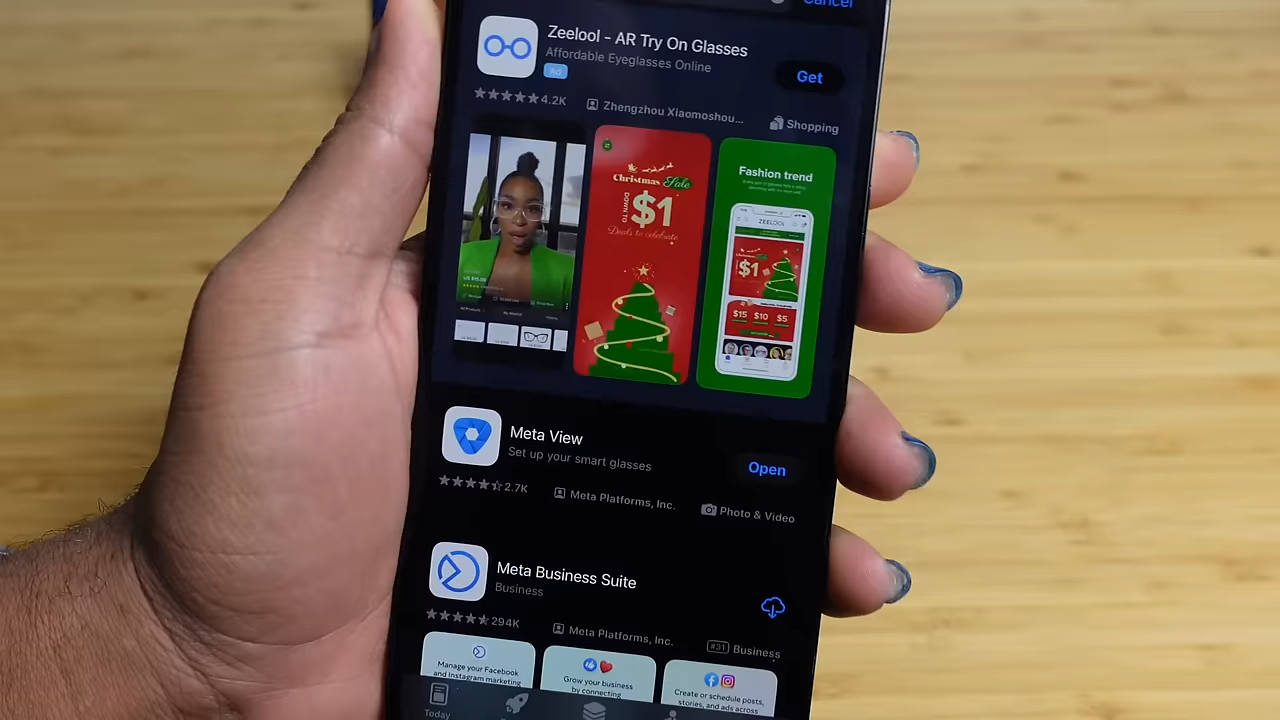 Cancel
Zeelool - AR Try On Glasses
Affordable Eyeglasses Online
Ad
Get
4.2K
Zhengzhou Xiaomoshou...
Shopping
Christmas Sale
DOWN TO
$1
Deals to celebrate
Fashion trend
ZEELOOL
$1
$15 $10 $5
Meta View
Set up your smart glasses
Open
2.7K
Meta Platforms, Inc.
Photo & Video
Meta Business Suite
Business
294K
Meta Platforms, Inc.
#31 Business
Manage your Facebook
and Instagram marketing
Grow your business
by connecting
Create or schedule posts,
stories, and ads across
Today